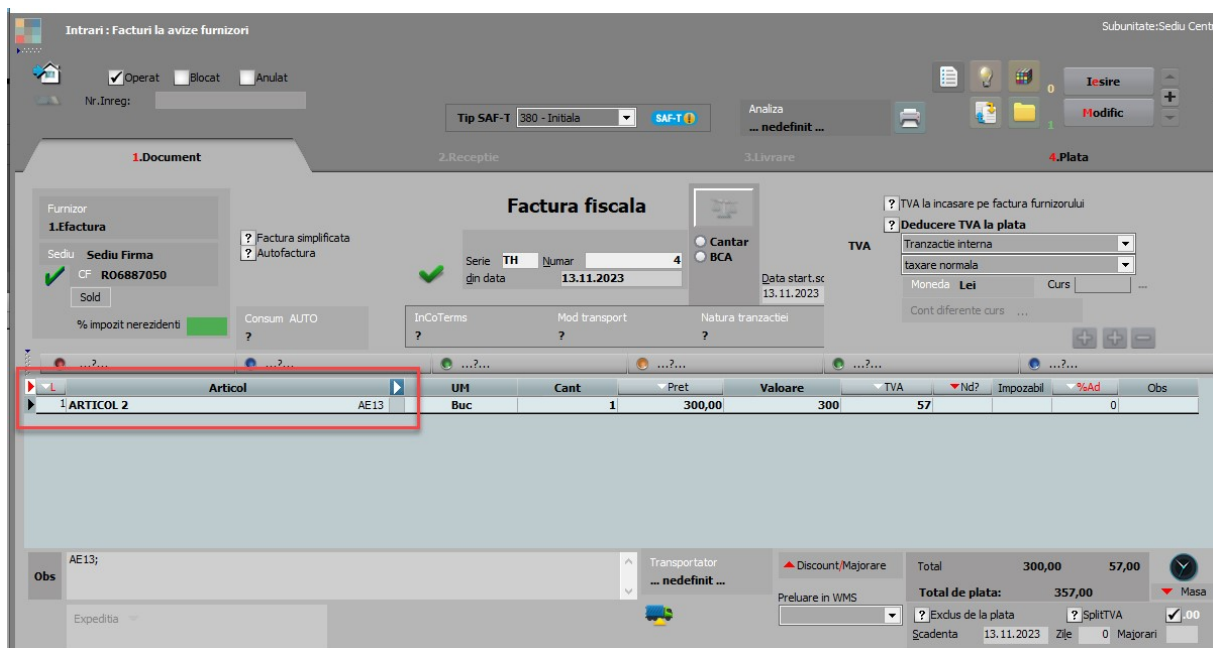 Intrari : Facturi la avize furnizori
Subunitate:Sediu Cent
Operat Blocat Anulat
Nr.Inreg:
Tip SAF-T 380 - Initiala SAF-T
Analiza
... nedefinit ...
0
1
Iesire
Modific
1.Document 2.Receptie 3.Livrare 4.Plata
Furnizor
1.Efactura
Sediu Sediu Firma
CF RO6887050
Sold
% impozit nerezidenti
? Factura simplificata
? Autofactura
Consum AUTO
?
Factura fiscala
Serie TH Numar 4
din data 13.11.2023
Cantar
BCA
Data start.sc
13.11.2023
InCoTerms Mod transport Natura tranzactiei
? ? ?
? TVA la incasare pe factura furnizorului
? Deducere TVA la plata
TVA Tranzactie interna
taxare normala
Moneda Lei Curs ...
Cont diferente curs ...
...?... ...?... ...?... ...?... ...?... ...?...
L Articol UM Cant Pret Valoare TVA Nd? Impozabil %Ad Obs
1 ARTICOL 2 AE13 Buc 1 300,00 300 57 0
Obs AE13;
Expeditia
Transportator
... nedefinit ...
Discount/Majorare
Preluare in WMS
Total 300,00 57,00
Total de plata: 357,00
Masa
? Exclus de la plata ? SplitTVA .00
Scadenta 13.11.2023 Zile 0 Majorari